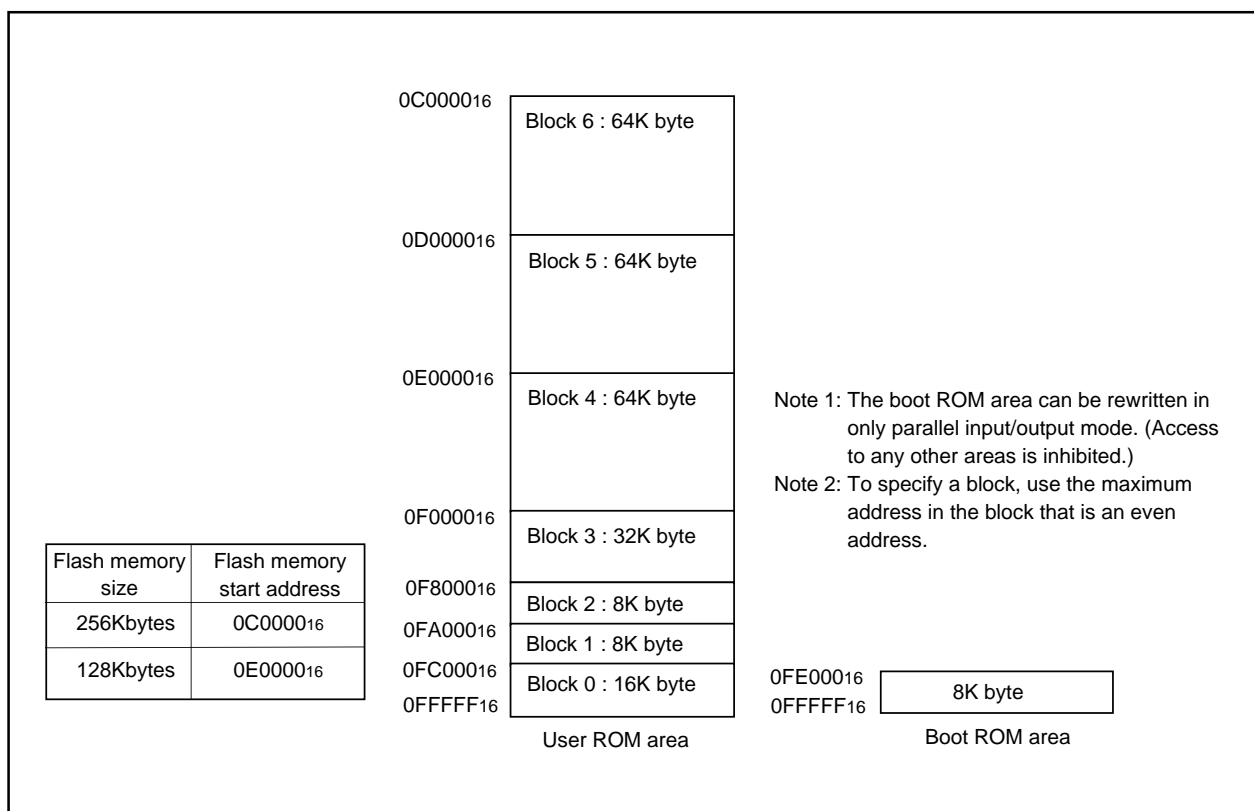 0C000016
Block 6 : 64K byte
0D000016
Block 5 : 64K byte
0E000016
Block 4 : 64K byte
0F000016
Block 3 : 32K byte
0F800016
Block 2 : 8K byte
0FA00016
Block 1 : 8K byte
0FC00016
Block 0 : 16K byte
0FFFFF16
User ROM area
Note 1: The boot ROM area can be rewritten in
only parallel input/output mode. (Access
to any other areas is inhibited.)
Note 2: To specify a block, use the maximum
address in the block that is an even
address.
Flash memory size
Flash memory start address
256Kbytes
0C000016
128Kbytes
0E000016
0FE00016
0FFFFF16
8K byte
Boot ROM area